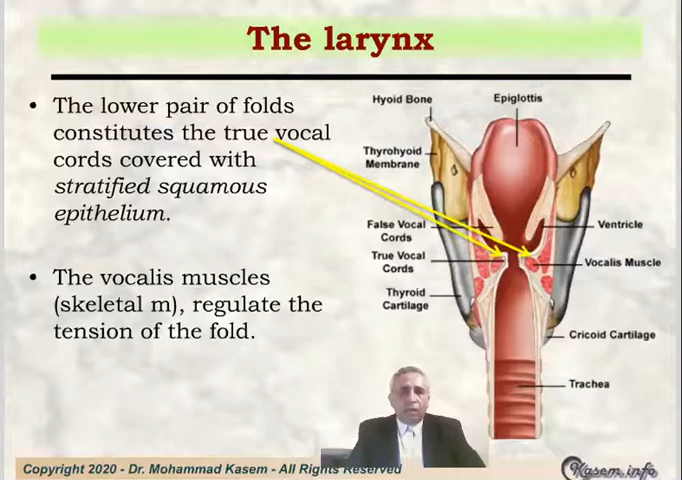 The larynx
• The lower pair of folds
constitutes the true vocal
cords covered with
stratified squamous
epithelium.
• The vocalis muscles
(skeletal m), regulate the
tension of the fold.
Hyoid Bone
Epiglottis
Thyrohyoid
Membrane
False Vocal
Cords
Ventricle
True Vocal
Cords
Vocalis Muscle
Thyroid
Cartilage
Cricoid Cartilage
Trachea
Copyright 2020 - Dr. Mohammad Kasem - All Rights Reserved
Kasem.info